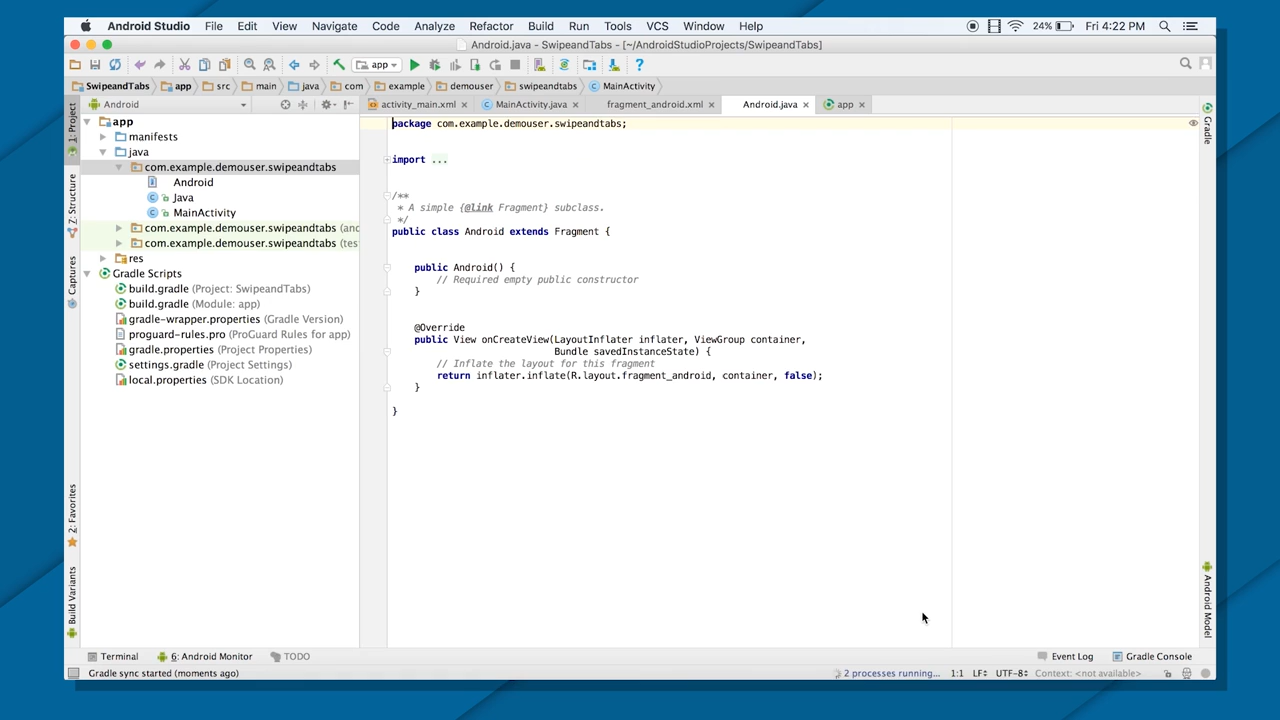 Android Studio File Edit View Navigate Code Analyze Refactor Build Run Tools VCS Window Help 24% Fri 4:22 PM
Android.java - SwipeandTabs - [~/AndroidStudioProjects/SwipeandTabs]
app
SwipeandTabs app src main java com example demouser swipeandtabs MainActivity
Android activity_main.xml MainActivity.java fragment_android.xml Android.java app
1: Project
Z: Structure
Captures
2: Favorites
Build Variants
app
manifests
java
com.example.demouser.swipeandtabs
Android
Java
MainActivity
com.example.demouser.swipeandtabs (and
com.example.demouser.swipeandtabs (tes
res
Gradle Scripts
build.gradle (Project: SwipeandTabs)
build.gradle (Module: app)
gradle-wrapper.properties (Gradle Version)
proguard-rules.pro (ProGuard Rules for app)
gradle.properties (Project Properties)
settings.gradle (Project Settings)
local.properties (SDK Location)
package com.example.demouser.swipeandtabs;
import ...
/**
* A simple {@link Fragment} subclass.
*/
public class Android extends Fragment {
public Android() {
// Required empty public constructor
}
@Override
public View onCreateView(LayoutInflater inflater, ViewGroup container,
Bundle savedInstanceState) {
// Inflate the layout for this fragment
return inflater.inflate(R.layout.fragment_android, container, false);
}
}
Gradle
Android Model
Terminal 6: Android Monitor TODO Event Log Gradle Console
Gradle sync started (moments ago) 2 processes running... 1:1 LF UTF-8 Context: <not available>